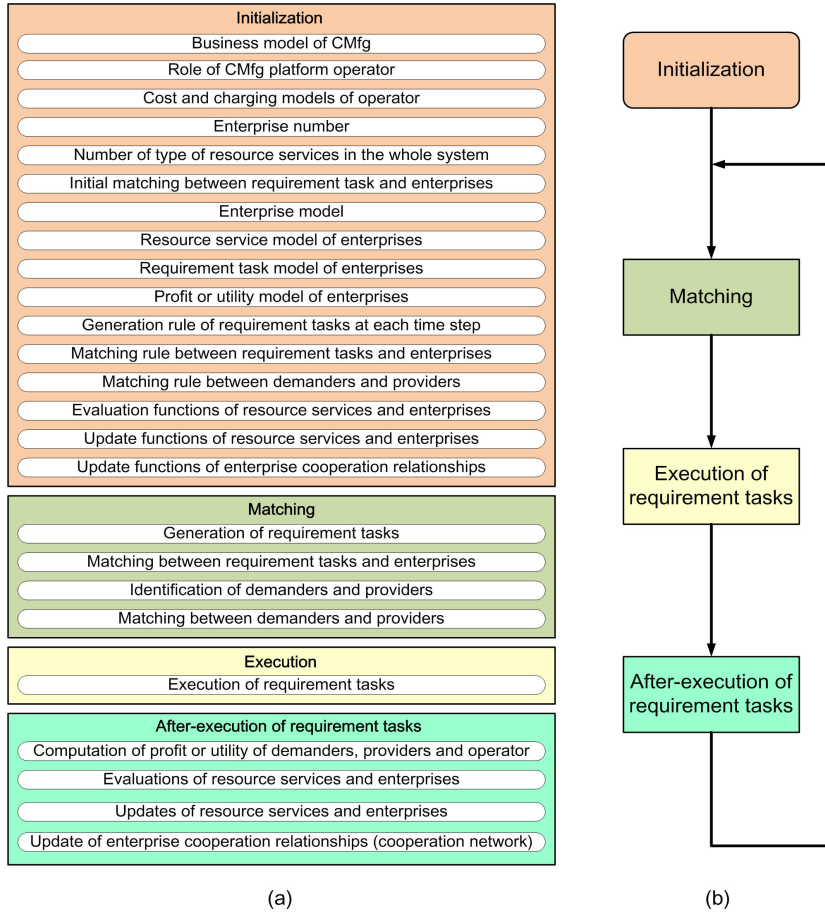 Initialization
Business model of CMfg
Role of CMfg platform operator
Cost and charging models of operator
Enterprise number
Number of type of resource services in the whole system
Initial matching between requirement task and enterprises
Enterprise model
Resource service model of enterprises
Requirement task model of enterprises
Profit or utility model of enterprises
Generation rule of requirement tasks at each time step
Matching rule between requirement tasks and enterprises
Matching rule between demanders and providers
Evaluation functions of resource services and enterprises
Update functions of resource services and enterprises
Update functions of enterprise cooperation relationships
Matching
Generation of requirement tasks
Matching between requirement tasks and enterprises
Identification of demanders and providers
Matching between demanders and providers
Execution
Execution of requirement tasks
After-execution of requirement tasks
Computation of profit or utility of demanders, providers and operator
Evaluations of resource services and enterprises
Updates of resource services and enterprises
Update of enterprise cooperation relationships (cooperation network)
(a)
Initialization
Matching
Execution of
requirement tasks
After-execution of
requirement tasks
(b)